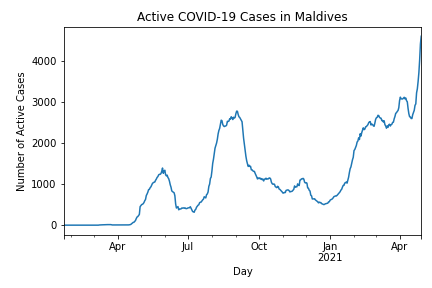 Active COVID-19 Cases in Maldives
Number of Active Cases
4000
3000
2000
1000
0
Apr
Jul
Oct
Jan
2021
Apr
Day